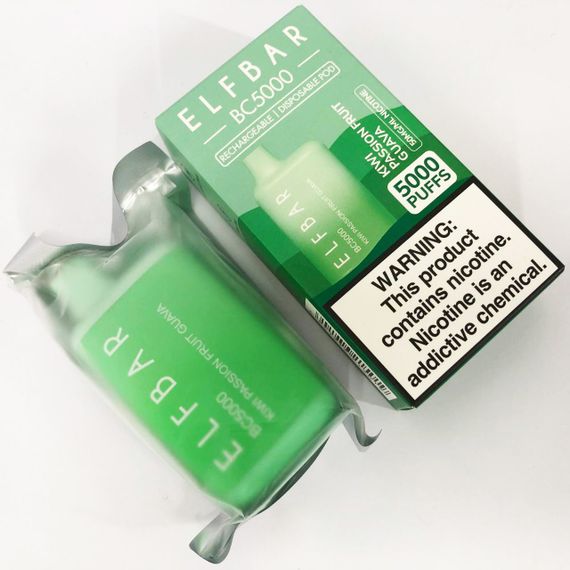 ELFBAR
BC5000
RECHARGEABLE | DISPOSABLE POD
KIWI
PASSION FRUIT
GUAVA
50MG/ML NICOTINE
5000
PUFFS
ELFBAR
BC5000
KIWI PASSION FRUIT GUAVA
WARNING:
This product
contains nicotine.
Nicotine is an
addictive chemical.
ELFBAR
BC5000
KIWI PASSION FRUIT GUAVA